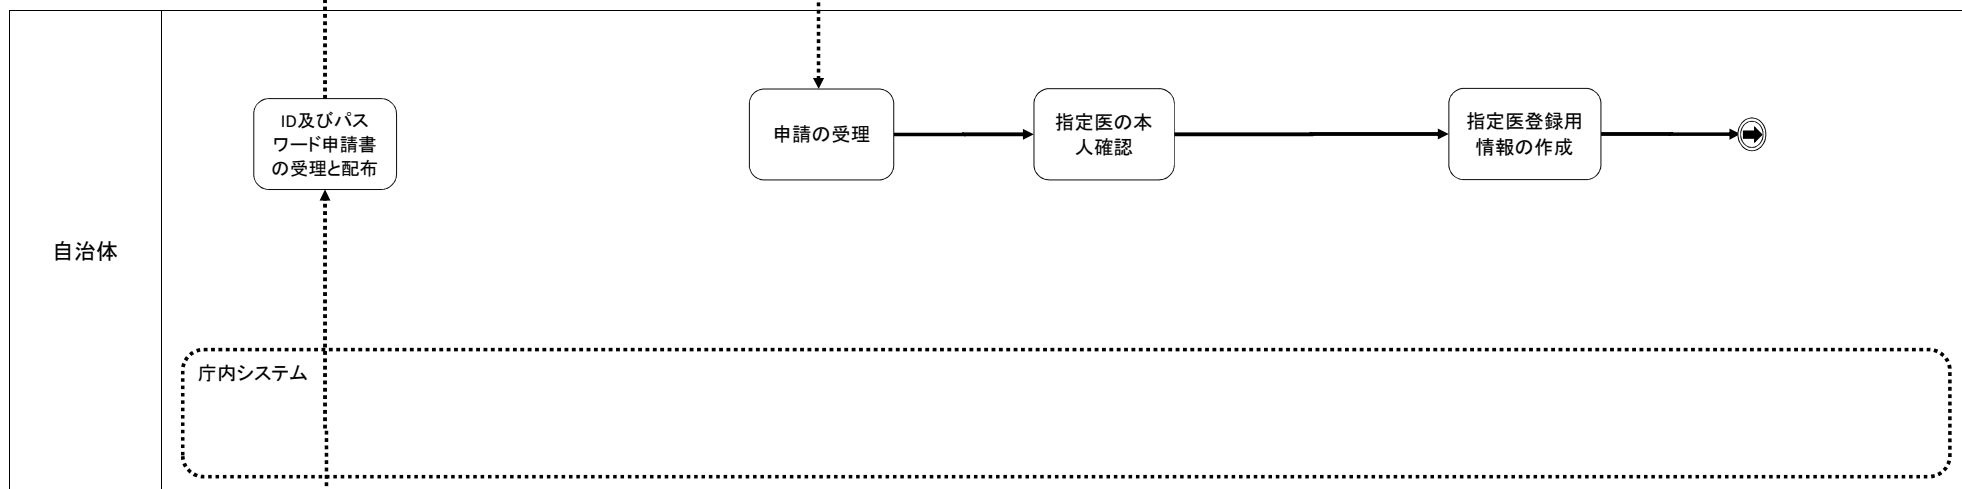 自治体
ID及びパス
ワード申請書
の受理と配布
申請の受理
指定医の本
人確認
指定医登録用
情報の作成
庁内システム